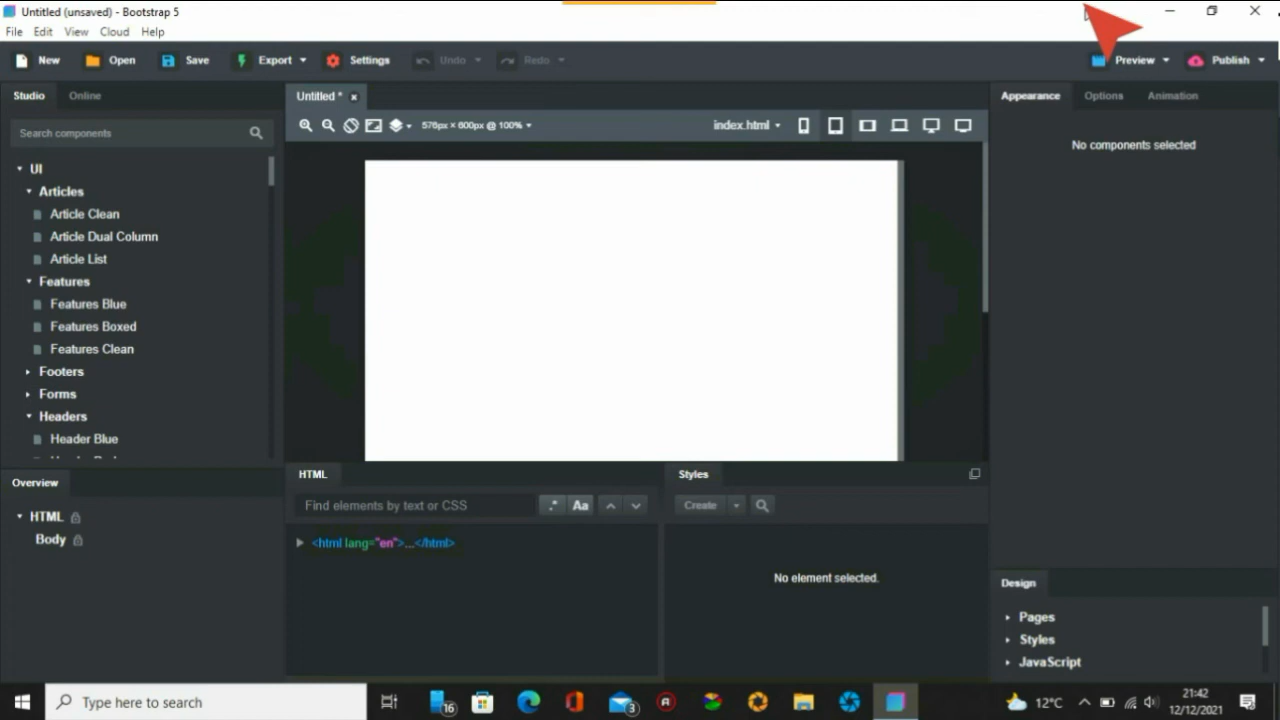 Untitled (unsaved) - Bootstrap 5
File Edit View Cloud Help
New Open Save Export Settings Undo Redo Preview Publish
Studio Online
Untitled *
Appearance Options Animation
Search components
576px × 600px @ 100%
index.html
No components selected
UI
Articles
Article Clean
Article Dual Column
Article List
Features
Features Blue
Features Boxed
Features Clean
Footers
Forms
Headers
Header Blue
Overview
HTML
Body
HTML
Find elements by text or CSS
.* Aa
<html lang="en">...</html>
Styles
Create
No element selected.
Design
Pages
Styles
JavaScript
Type here to search
16
3
12°C
21:42
12/12/2021